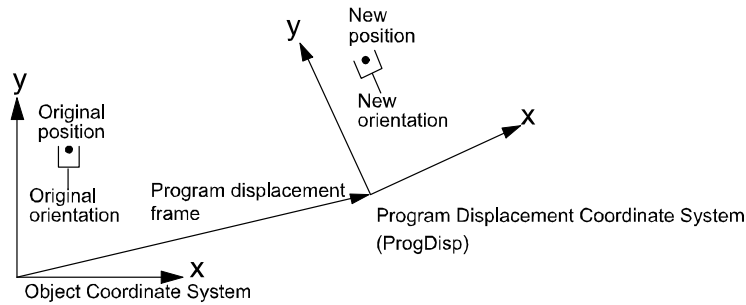 y
Original
position
Original
orientation
x
Object Coordinate System
Program displacement
frame
y
New
position
New
orientation
x
Program Displacement Coordinate System
(ProgDisp)